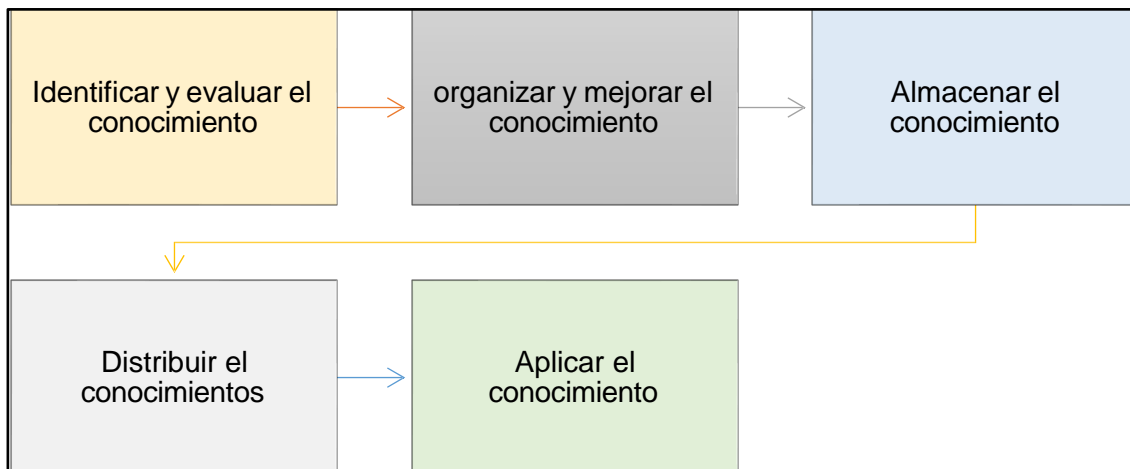 Identificar y evaluar el
conocimiento
organizar y mejorar el
conocimiento
Almacenar el
conocimiento
Distribuir el
conocimientos
Aplicar el
conocimiento